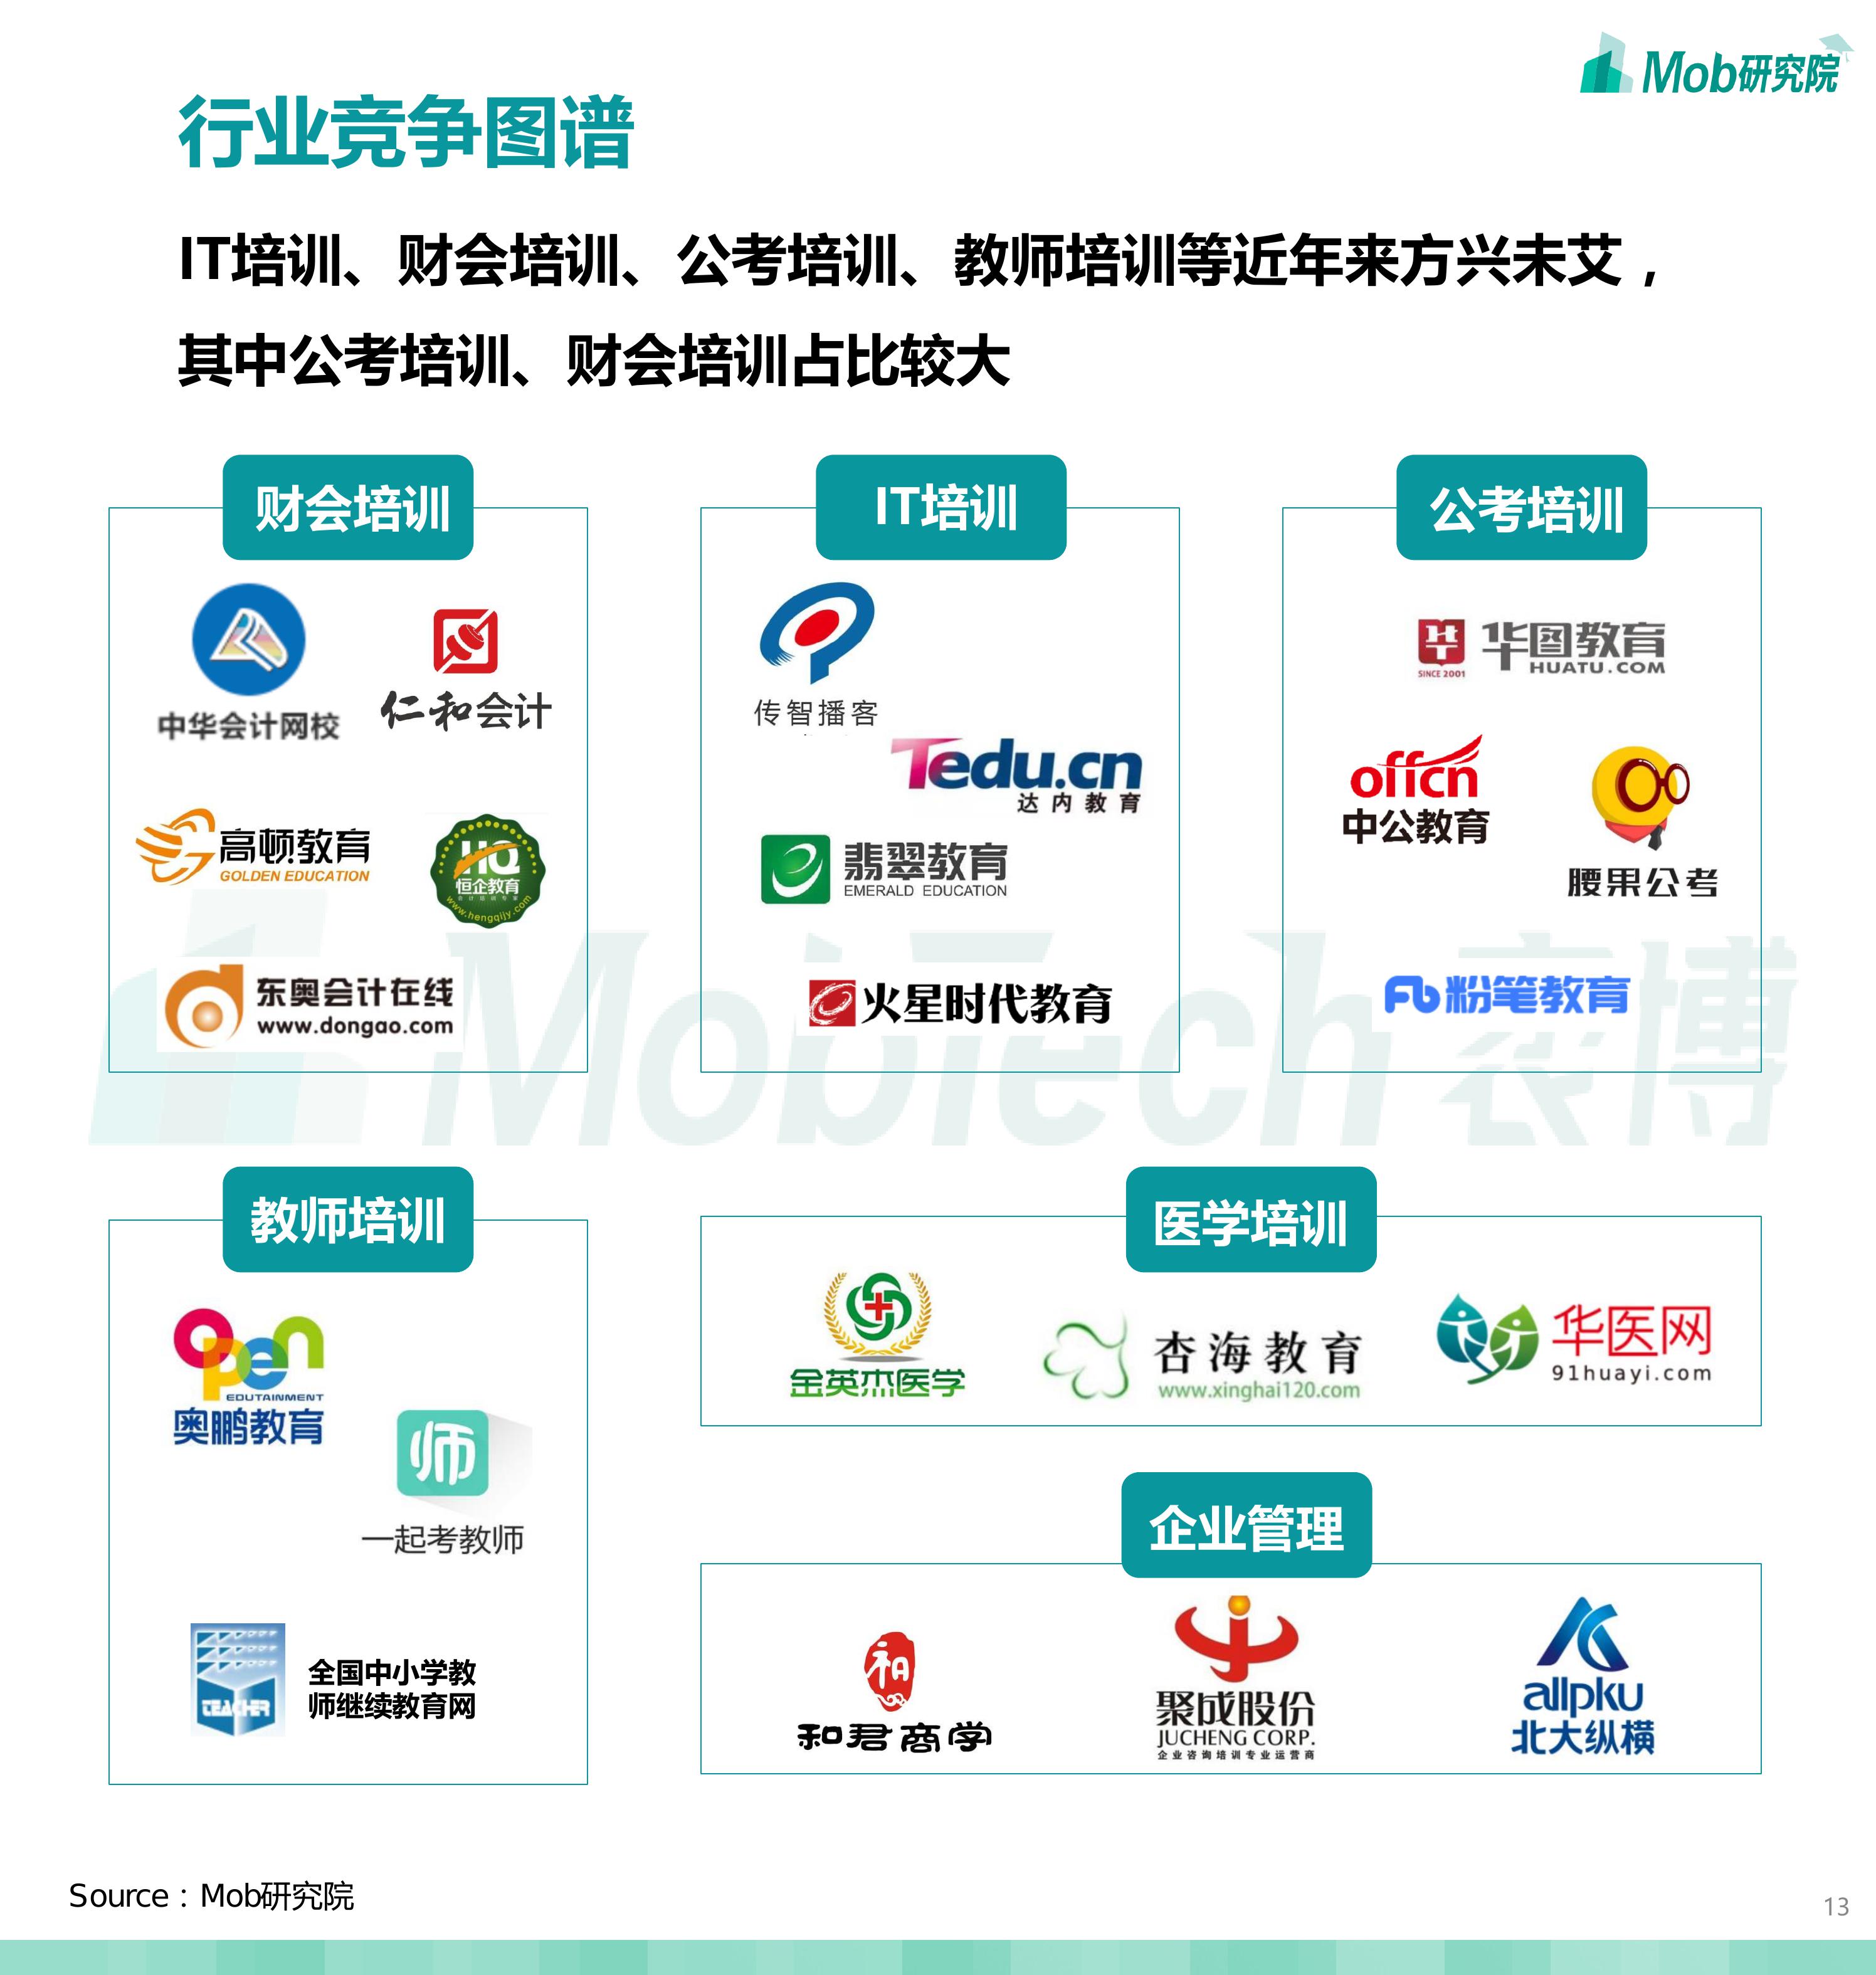 Mob研究院
行业竞争图谱
IT培训、财会培训、公考培训、教师培训等近年来方兴未艾，
其中公考培训、财会培训占比较大
财会培训
中华会计网校
仁和会计
高顿教育
GOLDEN EDUCATION
HQ
恒企教育
会计培训专家
www.hengqijy.com
东奥会计在线
www.dongao.com
IT培训
传智播客
Tedu.cn
达内教育
翡翠教育
EMERALD EDUCATION
火星时代教育
公考培训
华图教育
HUATU.COM
SINCE 2001
offcn
中公教育
腰果公考
粉笔教育
MobTech 袤博
教师培训
open
EDUTAINMENT
奥鹏教育
师
一起考教师
TEACHER
全国中小学教
师继续教育网
医学培训
金英杰医学
杏海教育
www.xinghai120.com
华医网
91huayi.com
企业管理
和君商学
聚成股份
JUCHENG CORP.
企业咨询培训专业运营商
allpku
北大纵横
Source：Mob研究院
13